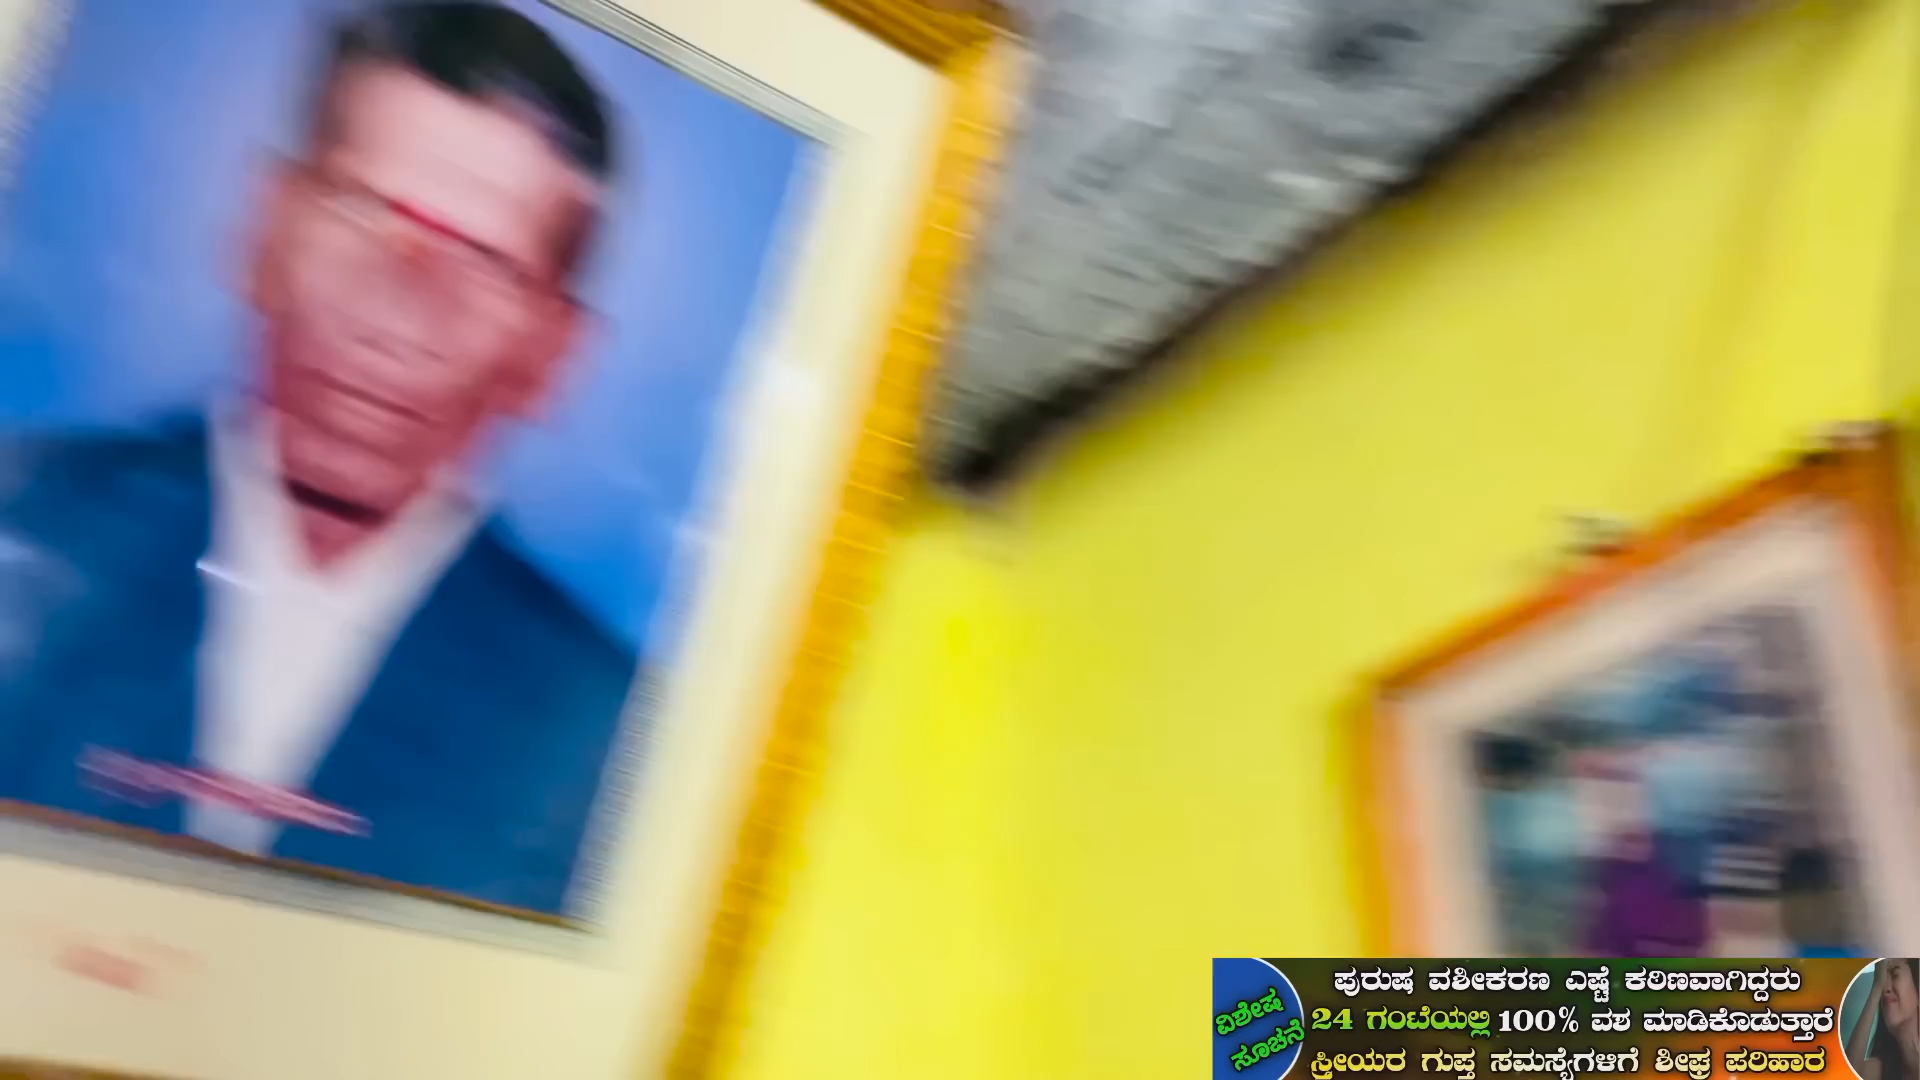 ವಿಶೇಷ
ಸೂಚನೆ
ಪುರುಷ ವಶೀಕರಣ ಎಷ್ಟೆ ಕಠಿಣವಾಗಿದ್ದರು
24 ಗಂಟೆಯಲ್ಲಿ 100% ವಶ ಮಾಡಿಕೊಡುತ್ತಾರೆ
ಸ್ತ್ರೀಯರ ಗುಪ್ತ ಸಮಸ್ಯೆಗಳಿಗೆ ಶೀಘ್ರ ಪರಿಹಾರ